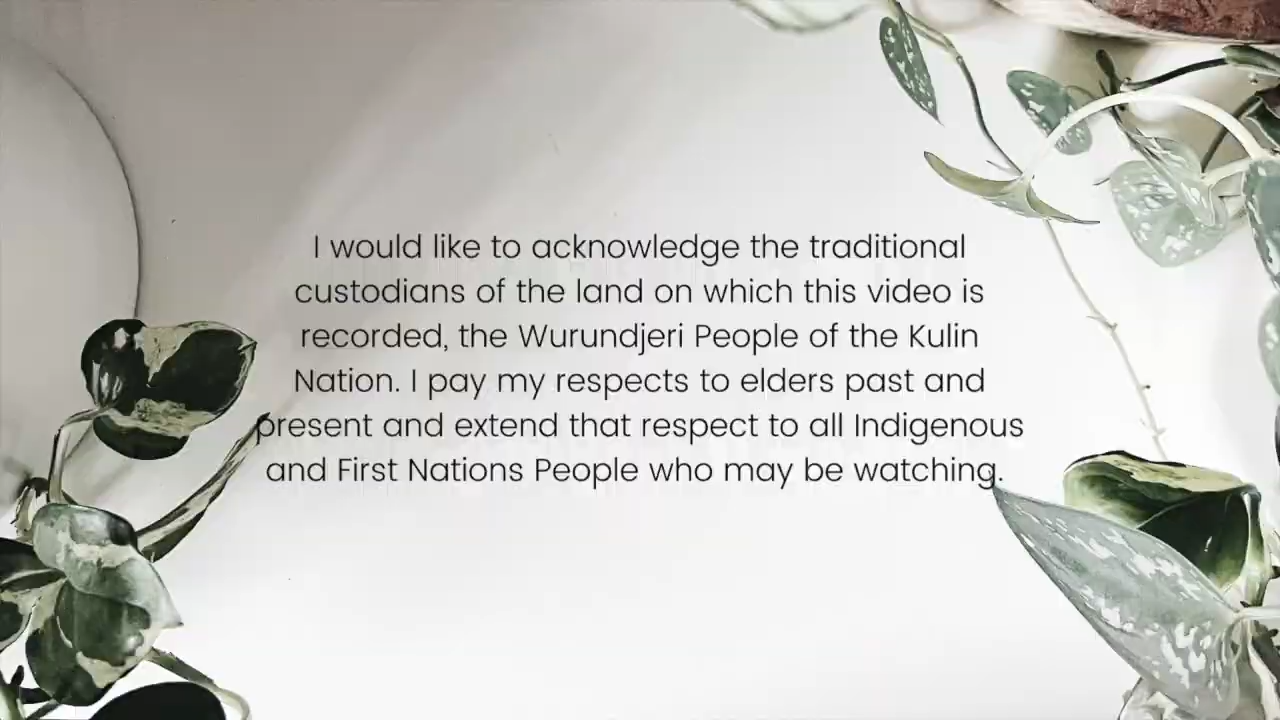 I would like to acknowledge the traditional
custodians of the land on which this video is
recorded, the Wurundjeri People of the Kulin
Nation. I pay my respects to elders past and
present and extend that respect to all Indigenous
and First Nations People who may be watching.